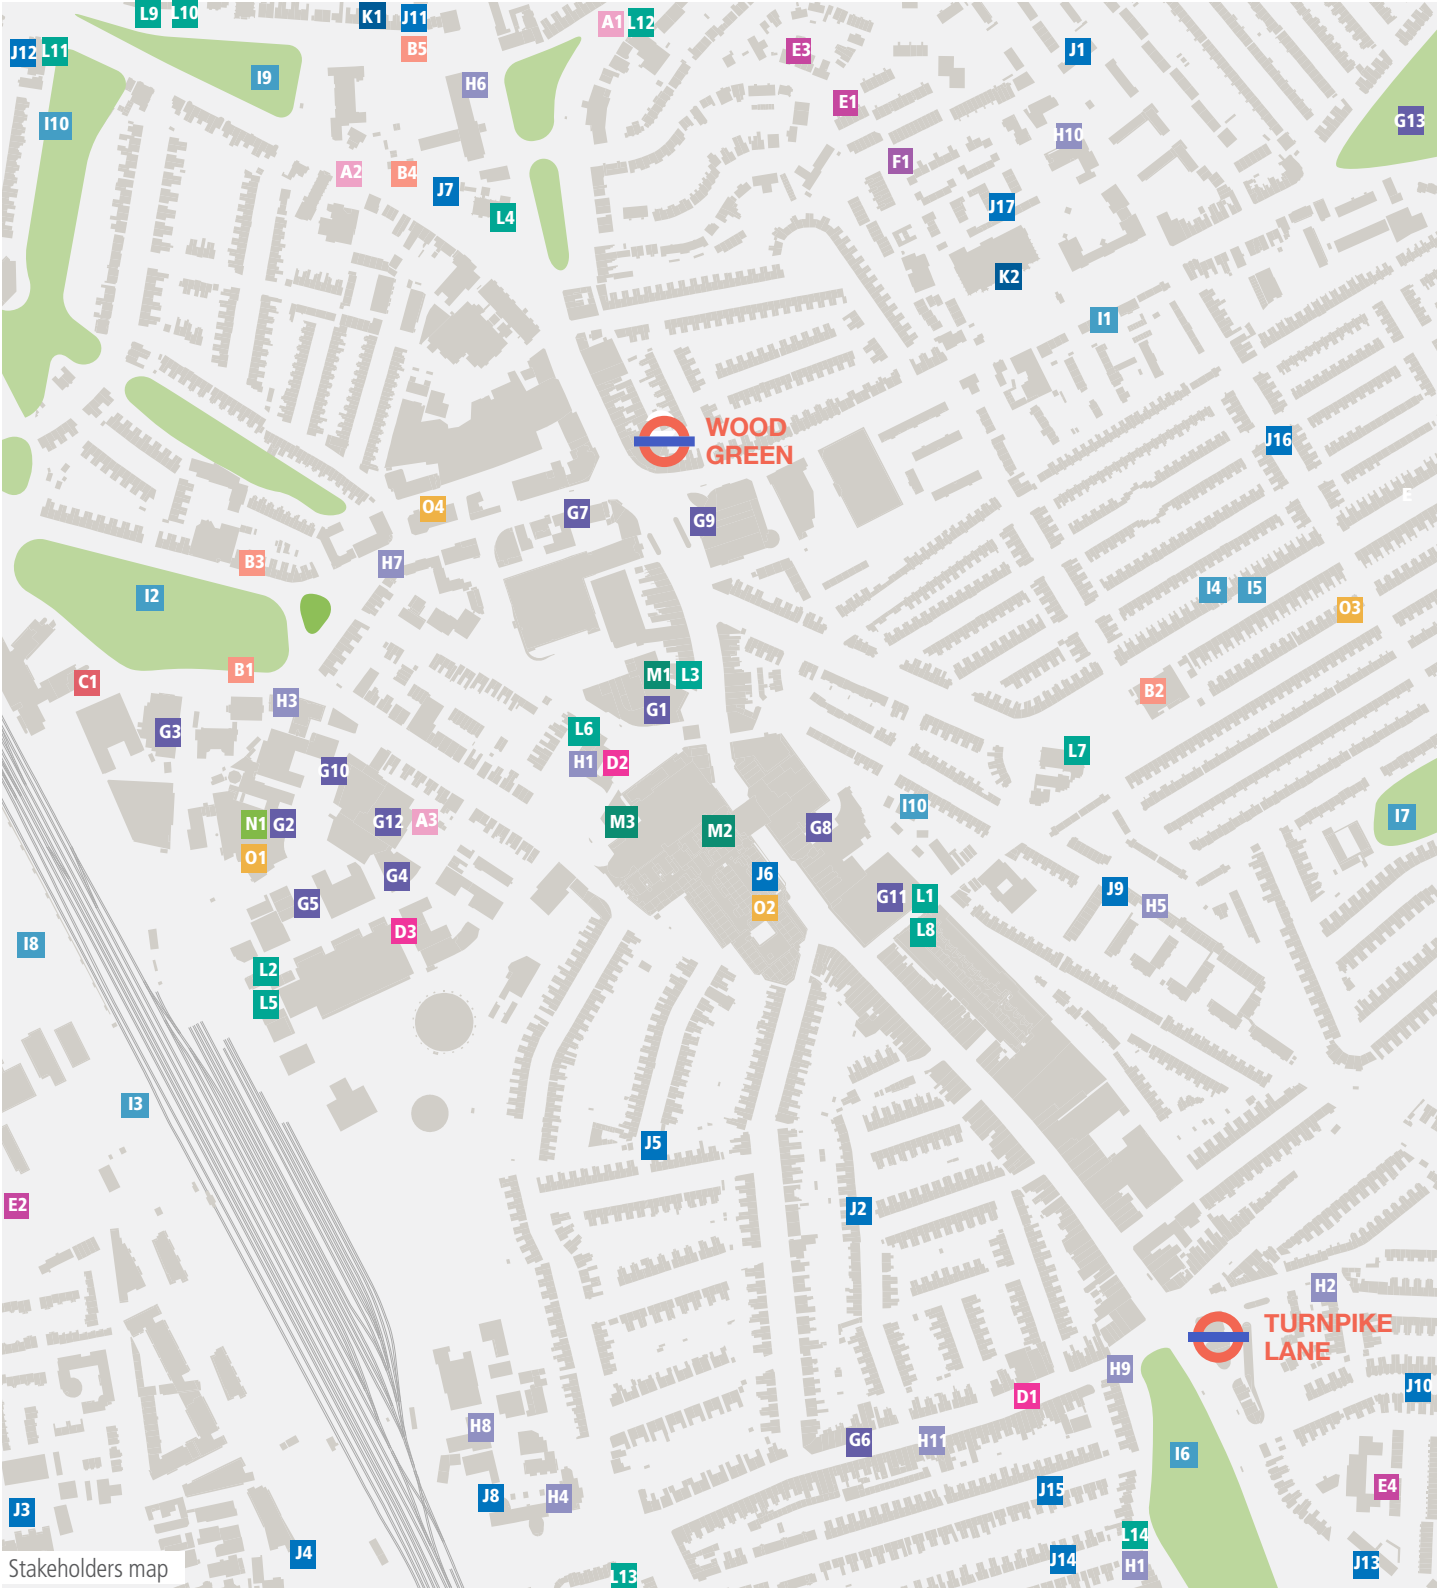 L9
L10
K1
J11
A1
L12
J12
L11
B5
E3
J1
I9
H6
I10
E1
G13
H10
F1
A2
B4
J7
L4
J17
K2
I1
WOOD
GREEN
J16
E
O4
G7
G9
B3
H7
I2
I4
I5
O3
C1
B1
M1
L3
B2
H3
G1
G3
L6
L7
H1
D2
G10
I10
N1
G2
G12
A3
M3
M2
G8
I7
O1
G4
J6
G5
O2
G11
L1
J9
H5
D3
L8
I8
L2
L5
I3
J5
E2
J2
H2
TURNPIKE
LANE
H9
J10
D1
H8
G6
H11
I6
J3
J8
H4
J15
E4
L14
J4
J14
H1
J13
L13
Stakeholders map